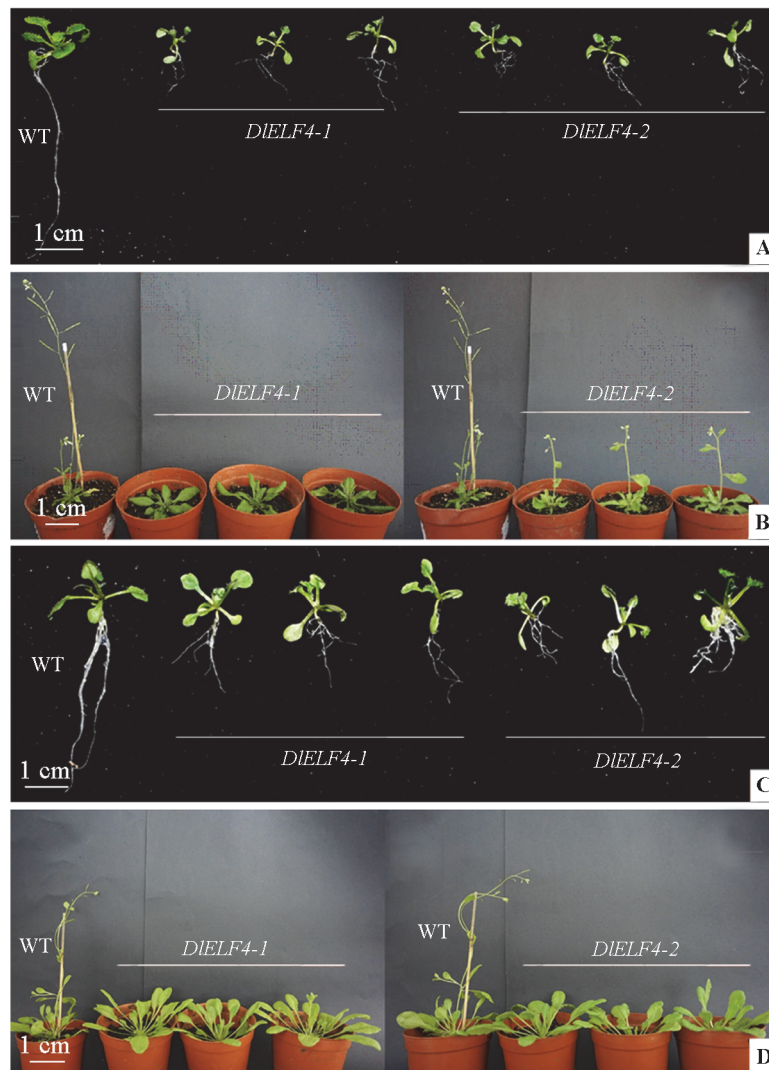 WT
DlELF4-1
DlELF4-2
1 cm
A
WT
DlELF4-1
1 cm
WT
DlELF4-2
B
WT
DlELF4-1
DlELF4-2
1 cm
C
WT
DlELF4-1
1 cm
WT
DlELF4-2
D